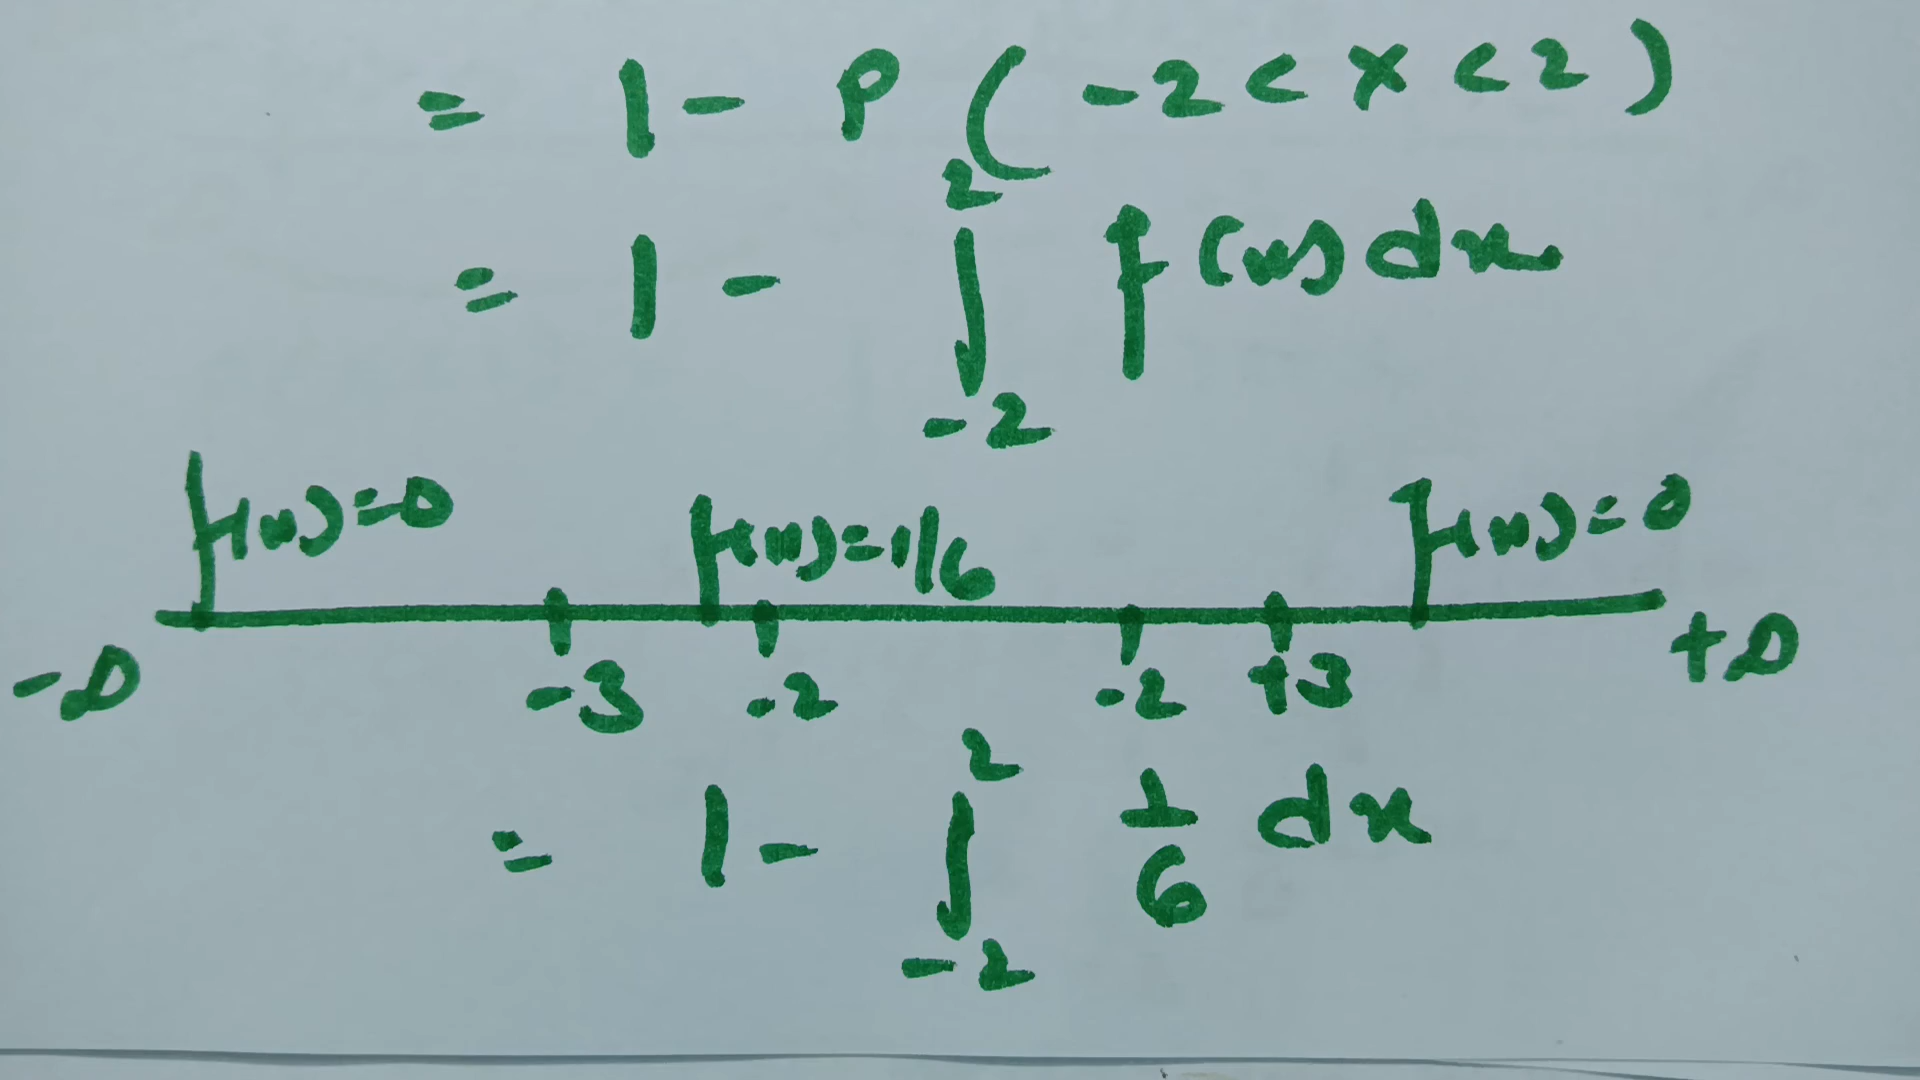 = 1 - P ( -2 < x < 2 )
= 1 - ∫_{-2}^{2} f(x) dx
f(x)=0 f(x)=1/6 f(x)=0
-∞ -3 -2 -2 +3 +∞
= 1 - ∫_{-2}^{2} 1/6 dx